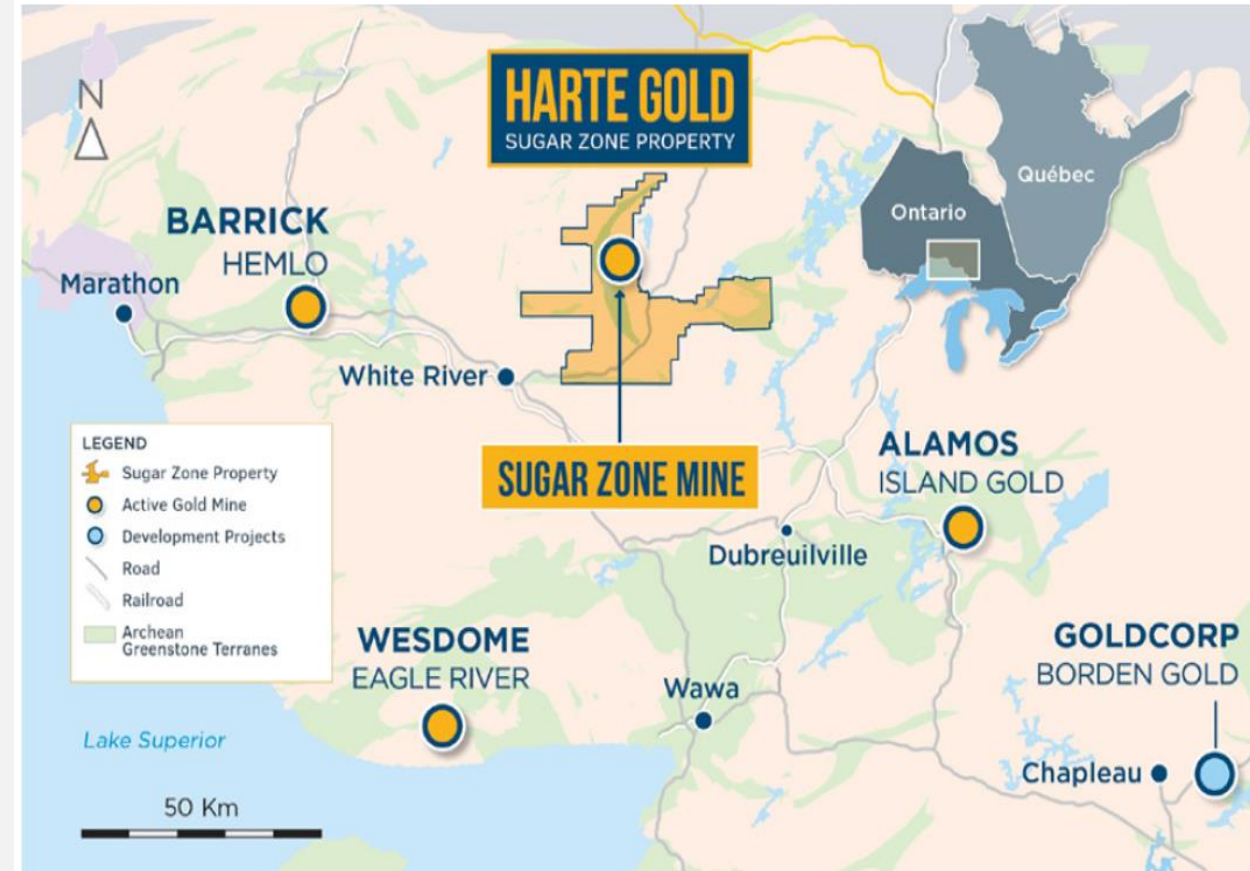 HARTE GOLD
SUGAR ZONE PROPERTY
N
Québec
Ontario
BARRICK
HEMLO
Marathon
White River
SUGAR ZONE MINE
ALAMOS
ISLAND GOLD
LEGEND
Sugar Zone Property
Active Gold Mine
Development Projects
Road
Railroad
Archean
Greenstone Terranes
Dubreuilville
WESDOME
EAGLE RIVER
GOLDCORP
BORDEN GOLD
Wawa
Lake Superior
Chapleau
50 Km